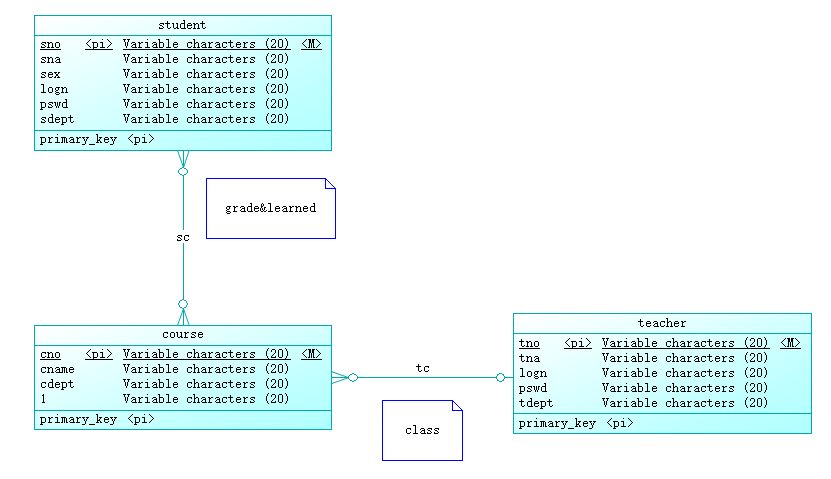 student
sno <pi> Variable characters (20) <M>
sna Variable characters (20)
sex Variable characters (20)
logn Variable characters (20)
pswd Variable characters (20)
sdept Variable characters (20)
primary_key <pi>
grade&learned
sc
course
cno <pi> Variable characters (20) <M>
cname Variable characters (20)
cdept Variable characters (20)
l Variable characters (20)
primary_key <pi>
tc
class
teacher
tno <pi> Variable characters (20) <M>
tna Variable characters (20)
logn Variable characters (20)
pswd Variable characters (20)
tdept Variable characters (20)
primary_key <pi>